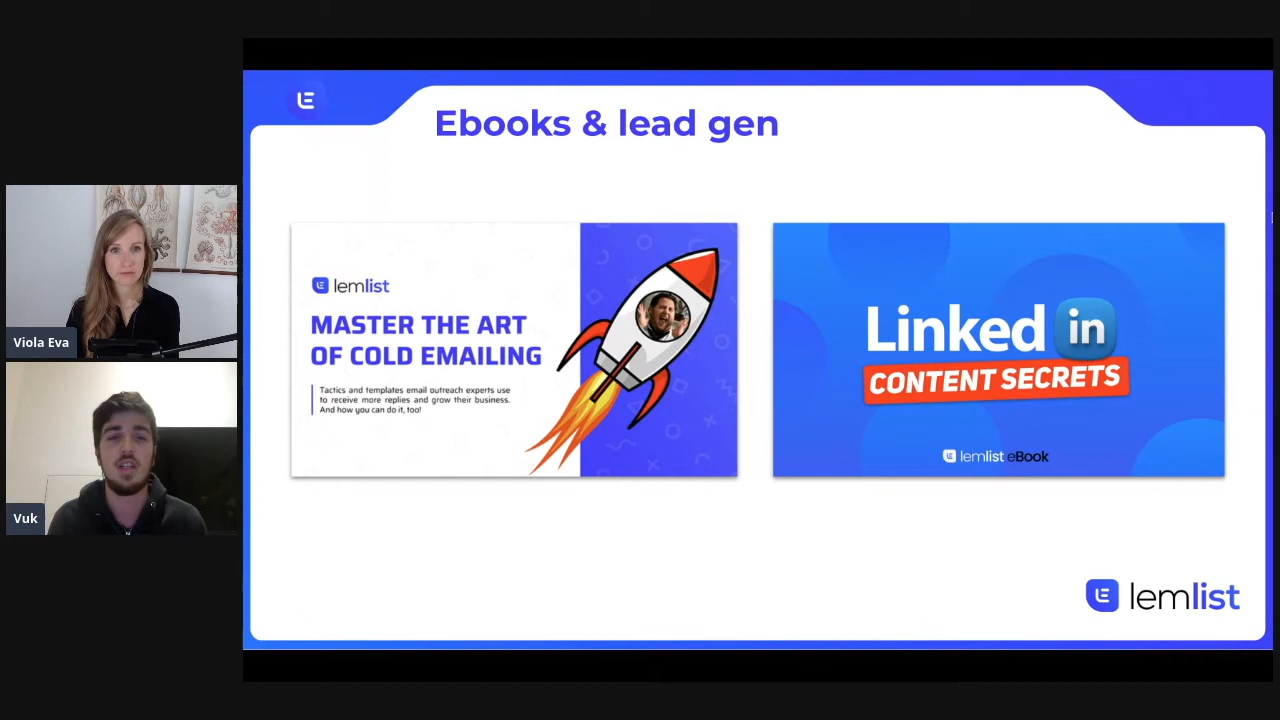 Ebooks & lead gen
lemlist
MASTER THE ART
OF COLD EMAILING
Tactics and templates email outreach experts use
to receive more replies and grow their business.
And how you can do it, too!
Linked in
CONTENT SECRETS
lemlist eBook
lemlist
Viola Eva
Vuk